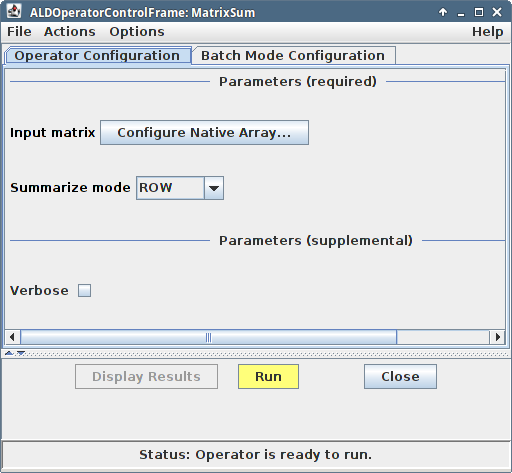 ALDOperatorControlFrame: MatrixSum
File Actions Options Help
Operator Configuration Batch Mode Configuration
Parameters (required)
Input matrix Configure Native Array...
Summarize mode ROW
Parameters (supplemental)
Verbose
Display Results Run Close
Status: Operator is ready to run.